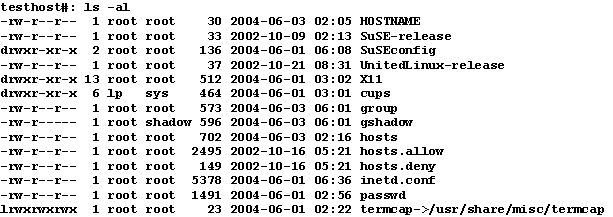 testhost#: ls -al
-rw-r--r-- 1 root root 30 2004-06-03 02:05 HOSTNAME
-rw-r--r-- 1 root root 33 2002-10-09 02:13 SuSE-release
drwxr-xr-x 2 root root 136 2004-06-01 06:08 SuSEconfig
-rw-r--r-- 1 root root 37 2002-10-21 08:31 UnitedLinux-release
drwxr-xr-x 13 root root 512 2004-06-01 03:02 X11
drwxr-xr-x 6 lp sys 464 2004-06-01 03:01 cups
-rw-r--r-- 1 root root 573 2004-06-03 06:01 group
-rw-r----- 1 root shadow 596 2004-06-03 06:01 gshadow
-rw-r--r-- 1 root root 702 2004-06-03 02:16 hosts
-rw-r--r-- 1 root root 2495 2002-10-16 05:21 hosts.allow
-rw-r--r-- 1 root root 149 2002-10-16 05:21 hosts.deny
-rw-r--r-- 1 root root 5378 2004-06-01 06:36 inetd.conf
-rw-r--r-- 1 root root 1491 2004-06-01 02:56 passwd
lrwxrwxrwx 1 root root 23 2004-06-01 02:22 termcap->/usr/share/misc/termcap